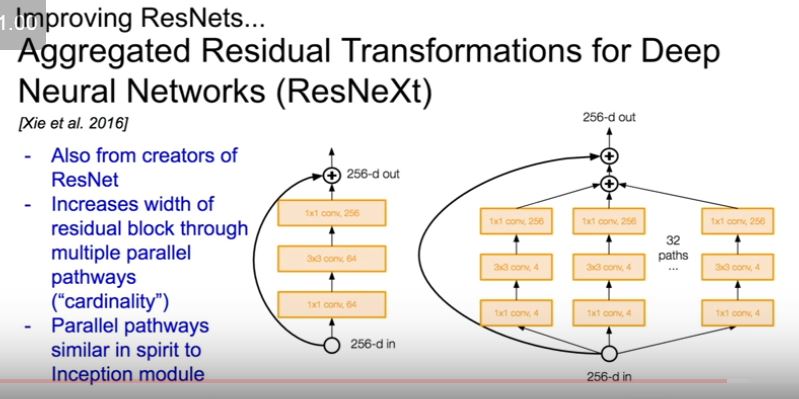 1.00
Improving ResNets...
Aggregated Residual Transformations for Deep
Neural Networks (ResNeXt)
[Xie et al. 2016]
- Also from creators of
ResNet
- Increases width of
residual block through
multiple parallel
pathways
("cardinality")
- Parallel pathways
similar in spirit to
Inception module
256-d out
1x1 conv, 256
3x3 conv, 64
1x1 conv, 64
256-d in
256-d out
1x1 conv, 256 1x1 conv, 256 1x1 conv, 256
32
paths
...
3x3 conv, 4 3x3 conv, 4 3x3 conv, 4
1x1 conv, 4 1x1 conv, 4 1x1 conv, 4
256-d in